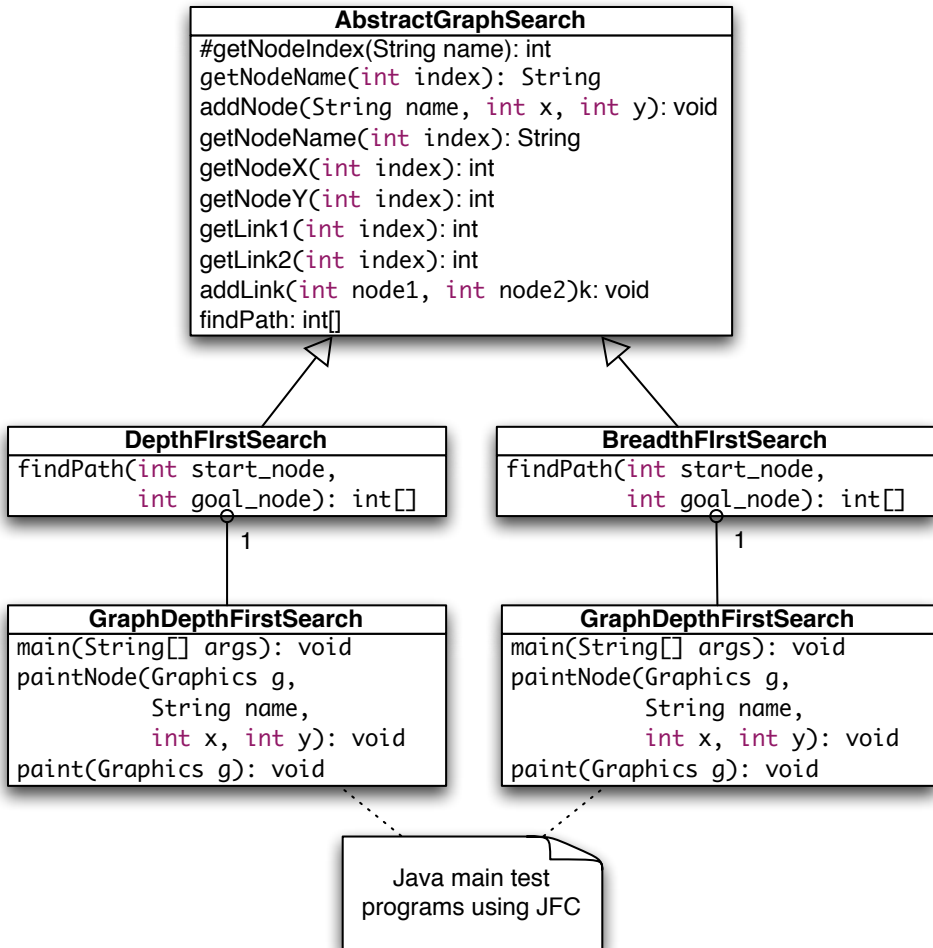 AbstractGraphSearch
#getNodeIndex(String name): int
getNodeName(int index): String
addNode(String name, int x, int y): void
getNodeName(int index): String
getNodeX(int index): int
getNodeY(int index): int
getLink1(int index): int
getLink2(int index): int
addLink(int node1, int node2)k: void
findPath: int[]
DepthFIrstSearch
findPath(int start_node,
int goal_node): int[]
1
BreadthFIrstSearch
findPath(int start_node,
int goal_node): int[]
1
GraphDepthFirstSearch
main(String[] args): void
paintNode(Graphics g,
String name,
int x, int y): void
paint(Graphics g): void
GraphDepthFirstSearch
main(String[] args): void
paintNode(Graphics g,
String name,
int x, int y): void
paint(Graphics g): void
Java main test
programs using JFC